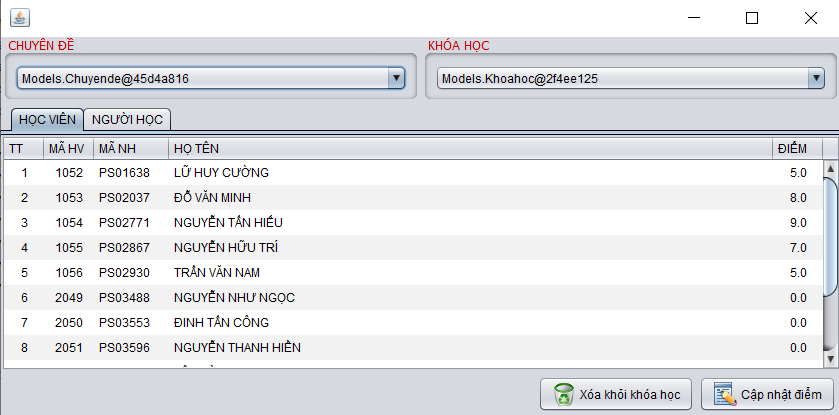 CHUYÊN ĐỀ
KHÓA HỌC
Models.Chuyende@45d4a816
Models.Khoahoc@2f4ee125
HỌC VIÊN NGƯỜI HỌC
TT MÃ HV MÃ NH HỌ TÊN ĐIỂM
1 1052 PS01638 LỮ HUY CƯỜNG 5.0
2 1053 PS02037 ĐỖ VĂN MINH 8.0
3 1054 PS02771 NGUYỄN TẤN HIẾU 9.0
4 1055 PS02867 NGUYỄN HỮU TRÍ 7.0
5 1056 PS02930 TRẦN VĂN NAM 5.0
6 2049 PS03488 NGUYỄN NHƯ NGỌC 0.0
7 2050 PS03553 ĐINH TẤN CÔNG 0.0
8 2051 PS03596 NGUYỄN THANH HIỀN 0.0
Xóa khỏi khóa học
Cập nhật điểm